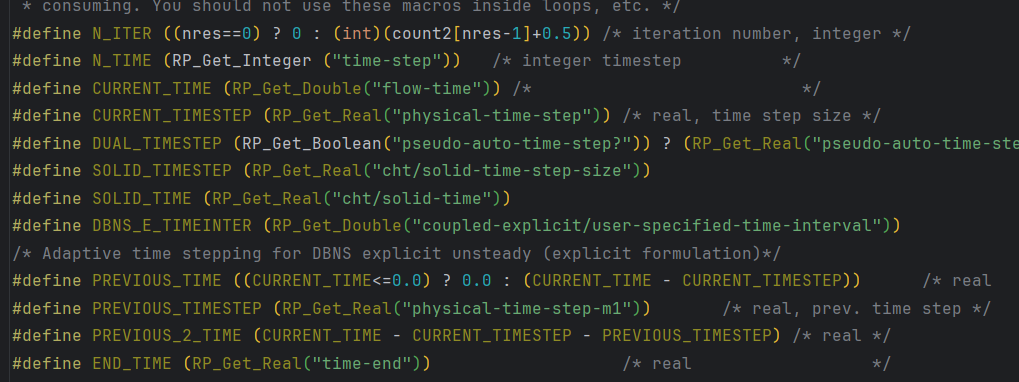 * consuming. You should not use these macros inside loops, etc. */
#define N_ITER ((nres==0) ? 0 : (int)(count2[nres-1]+0.5)) /* iteration number, integer */
#define N_TIME (RP_Get_Integer ("time-step"))   /* integer timestep          */
#define CURRENT_TIME (RP_Get_Double("flow-time")) /*                           */
#define CURRENT_TIMESTEP (RP_Get_Real("physical-time-step")) /* real, time step size */
#define DUAL_TIMESTEP (RP_Get_Boolean("pseudo-auto-time-step?")) ? (RP_Get_Real("pseudo-auto-time-ste
#define SOLID_TIMESTEP (RP_Get_Real("cht/solid-time-step-size"))
#define SOLID_TIME (RP_Get_Real("cht/solid-time"))
#define DBNS_E_TIMEINTER (RP_Get_Double("coupled-explicit/user-specified-time-interval"))
/* Adaptive time stepping for DBNS explicit unsteady (explicit formulation)*/
#define PREVIOUS_TIME ((CURRENT_TIME<=0.0) ? 0.0 : (CURRENT_TIME - CURRENT_TIMESTEP))      /* real
#define PREVIOUS_TIMESTEP (RP_Get_Real("physical-time-step-m1"))       /* real, prev. time step */
#define PREVIOUS_2_TIME (CURRENT_TIME - CURRENT_TIMESTEP - PREVIOUS_TIMESTEP) /* real */
#define END_TIME (RP_Get_Real("time-end"))                   /* real                  */